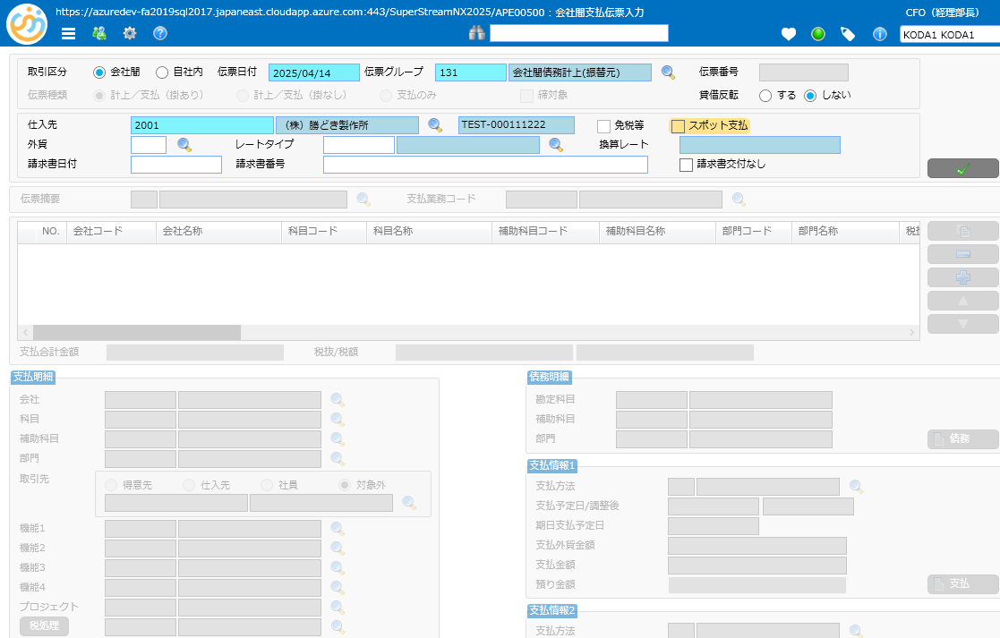 https://azuredev-fa2019sql2017.japaneast.cloudapp.azure.com:443/SuperStreamNX2025/APE00500 : 会社間支払伝票入力 CFO（経理部長）
KODA1 KODA1
取引区分 会社間 自社内 伝票日付 2025/04/14 伝票グループ 131 会社間債務計上(振替元) 伝票番号
伝票種類 計上／支払（掛あり） 計上／支払（掛なし） 支払のみ 締対象 貸借反転 する しない
仕入先 2001 （株）勝どき製作所 TEST-000111222 免税等 スポット支払
外貨 レートタイプ 換算レート
請求書日付 請求書番号 請求書交付なし
伝票摘要 支払業務コード
NO. 会社コード 会社名称 科目コード 科目名称 補助科目コード 補助科目名称 部門コード 部門名称
支払合計金額 税抜/税額
支払明細
会社
科目
補助科目
部門
取引先 得意先 仕入先 社員 対象外
機能1
機能2
機能3
機能4
プロジェクト
税処理
債務明細
勘定科目
補助科目
部門 債務
支払情報1
支払方法
支払予定日/調整後
期日支払予定日
支払外貨金額
支払金額
預り金額 支払
支払情報2
支払方法